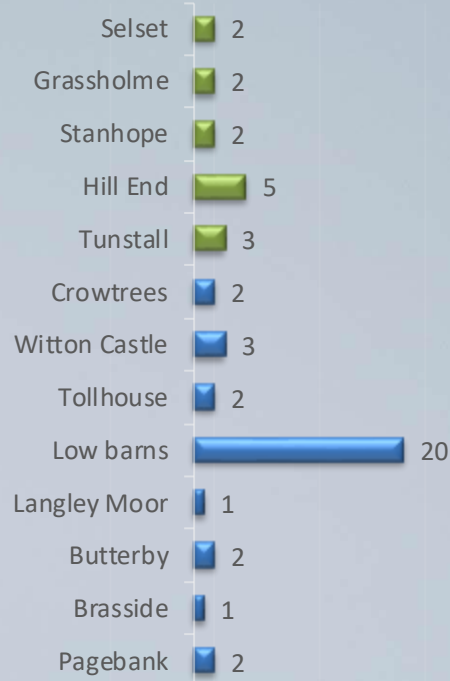 Selset 2
Grassholme 2
Stanhope 2
Hill End 5
Tunstall 3
Crowtrees 2
Witton Castle 3
Tollhouse 2
Low barns 20
Langley Moor 1
Butterby 2
Brasside 1
Pagebank 2